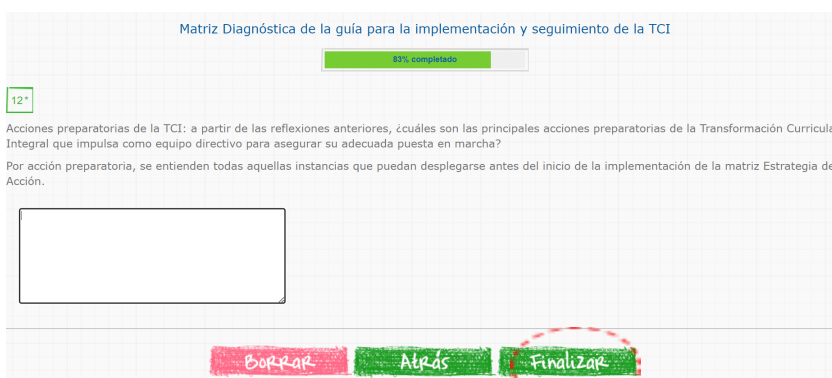 Matriz Diagnóstica de la guía para la implementación y seguimiento de la TCI
83% completado
12*
Acciones preparatorias de la TCI: a partir de las reflexiones anteriores, ¿cuáles son las principales acciones preparatorias de la Transformación Curricula
Integral que impulsa como equipo directivo para asegurar su adecuada puesta en marcha?
Por acción preparatoria, se entienden todas aquellas instancias que puedan desplegarse antes del inicio de la implementación de la matriz Estrategia de
Acción.
Borrar Atrás Finalizar